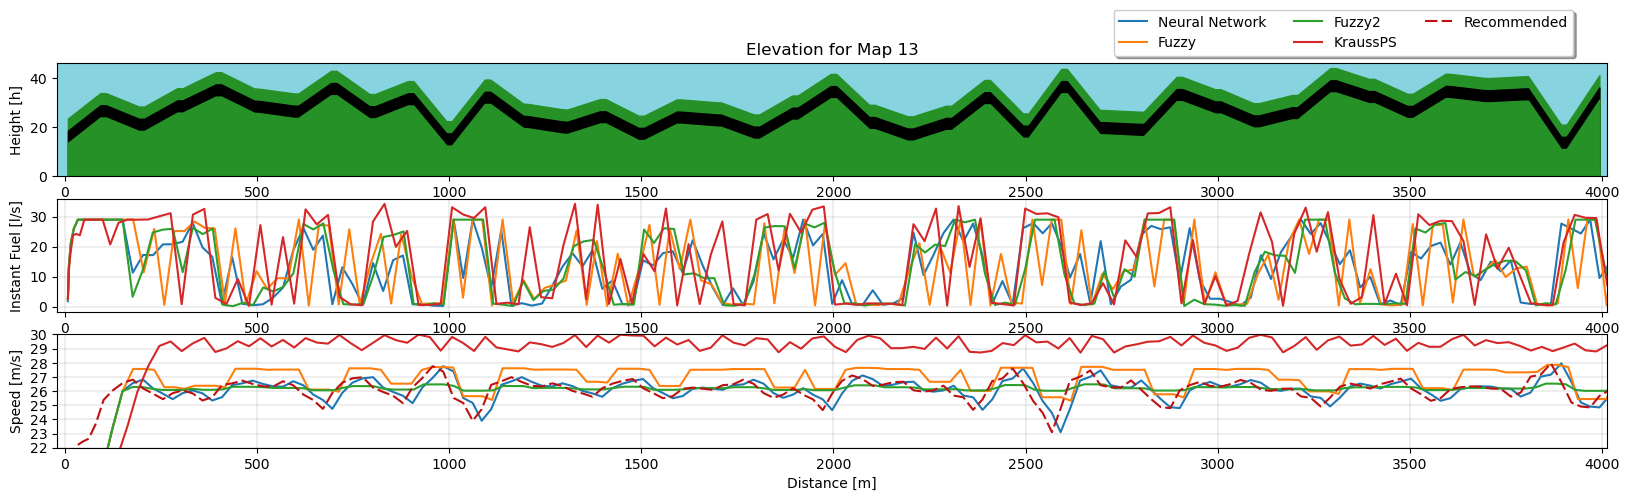 Neural Network
Fuzzy
Fuzzy2
KraussPS
Recommended
Elevation for Map 13
Height [h]
40
20
0
0 500 1000 1500 2000 2500 3000 3500 4000
Instant Fuel [l/s]
30
20
10
0
0 500 1000 1500 2000 2500 3000 3500 4000
Speed [m/s]
30
29
28
27
26
25
24
23
22
0 500 1000 1500 2000 2500 3000 3500 4000
Distance [m]